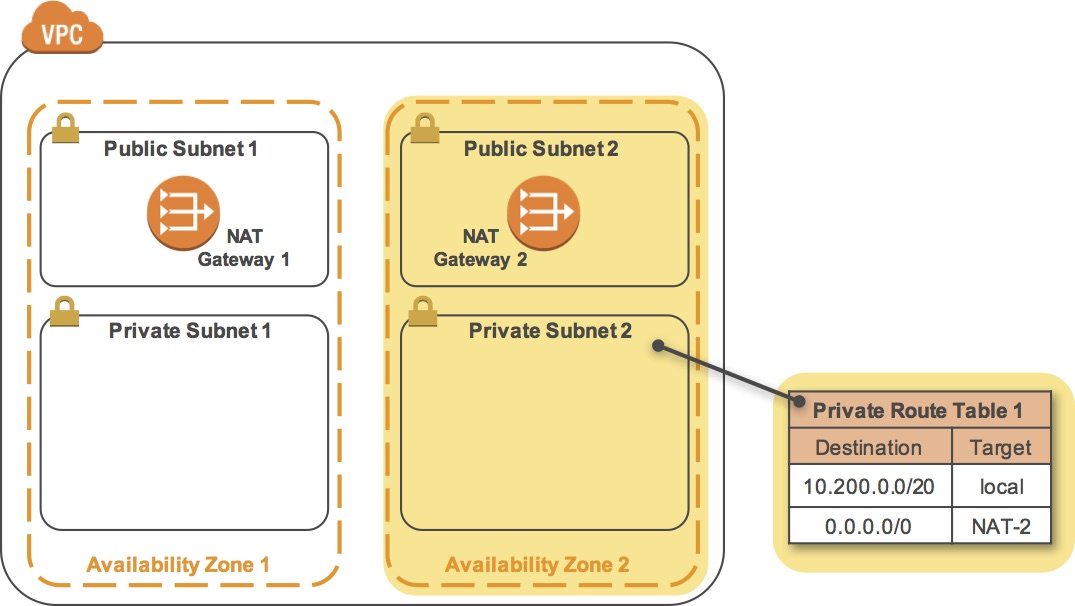 VPC
Public Subnet 1
NAT
Gateway 1
Private Subnet 1
Availability Zone 1
Public Subnet 2
NAT
Gateway 2
Private Subnet 2
Availability Zone 2
Private Route Table 1
Destination Target
10.200.0.0/20 local
0.0.0.0/0 NAT-2